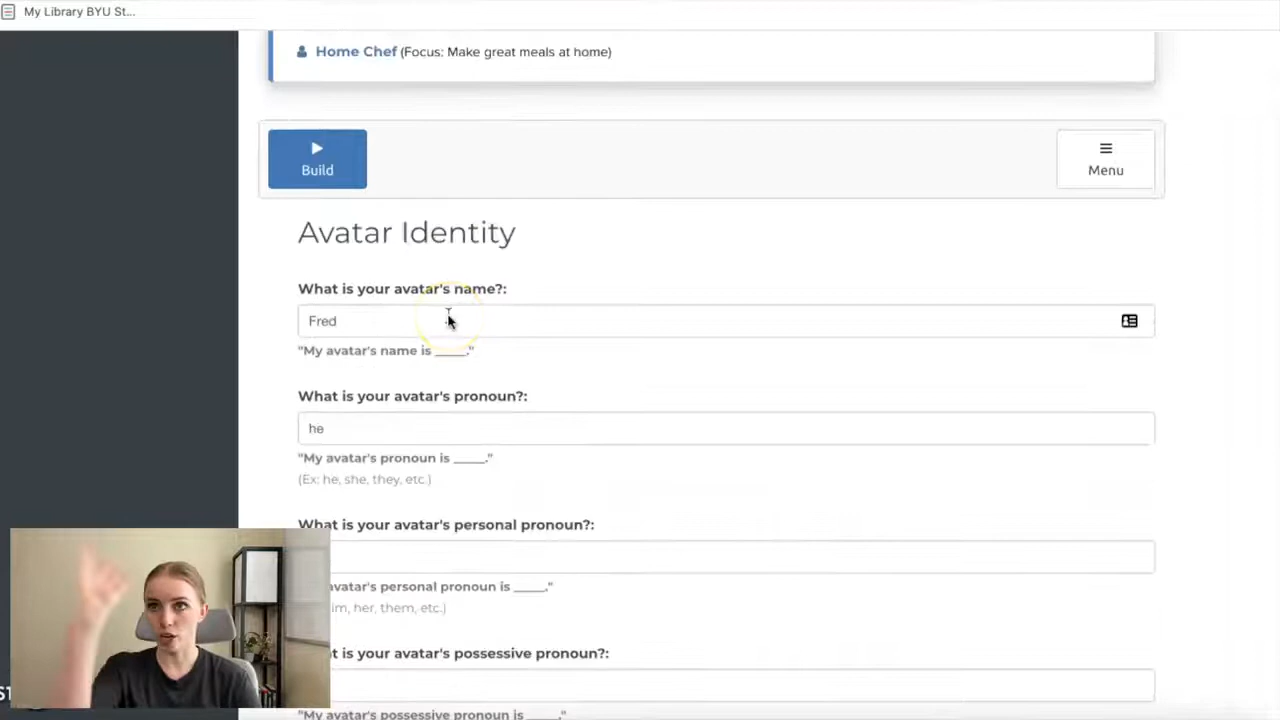 My Library BYU St...
Home Chef (Focus: Make great meals at home)
Build
Menu
Avatar Identity
What is your avatar's name?:
Fred
"My avatar's name is _____."
What is your avatar's pronoun?:
he
"My avatar's pronoun is _____."
(Ex: he, she, they, etc.)
What is your avatar's personal pronoun?:
avatar's personal pronoun is _____."
im, her, them, etc.)
t is your avatar's possessive pronoun?:
"My avatar's possessive pronoun is _____."